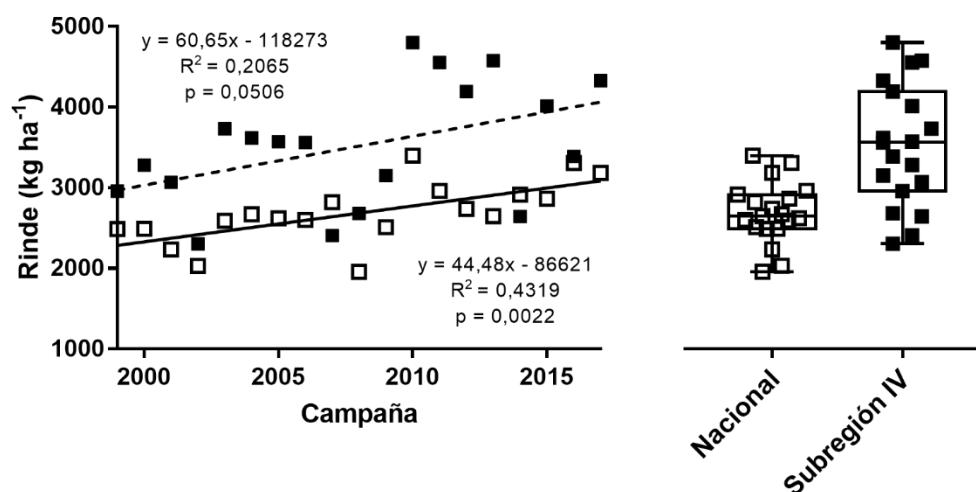 Rinde (kg ha⁻¹)
5000
4000
3000
2000
1000
y = 60,65x - 118273
R² = 0,2065
p = 0,0506
y = 44,48x - 86621
R² = 0,4319
p = 0,0022
2000 2005 2010 2015
Campaña
Nacional
Subregión IV